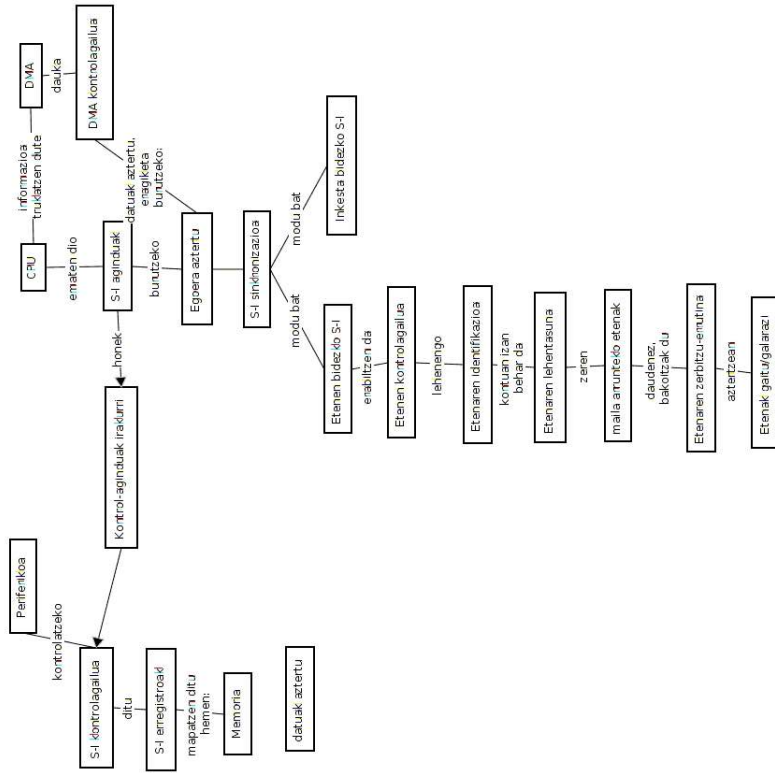 Periferikoa
kontrolatzeko
S-I kontrolagailua
ditu
S-I erregistroak
mapatzen ditu
hemen:
Memoria
datuak aztertu
Kontrol-aginduak irakurri
honek
CPU
informazioa
trukatzen dute
DMA
dauka
DMA kontrolagailua
ematen dio
S-I aginduak
burutzeko
datuak aztertu,
eragiketa
burutzeko:
Egoera aztertu
S-I sinkronizazioa
modu bat
modu bat
Etenen bidezko S-I
Inkesta bidezko S-I
erabiltzen da
Etenen kontrolagailua
lehenengo
Etenaren identifikazioa
kontuan izan
behar da
Etenaren lehentasuna
zeren
maila arrunteko etenak
daudenez,
bakoitzak du
Etenaren zerbitzu-errutina
aztertzean
Etenak gaitu/galarazi